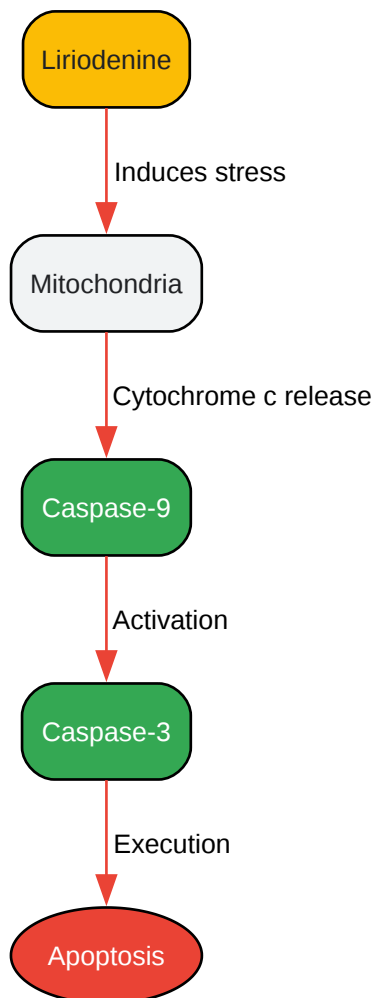 Liriodenine
Induces stress
Mitochondria
Cytochrome c release
Caspase-9
Activation
Caspase-3
Execution
Apoptosis